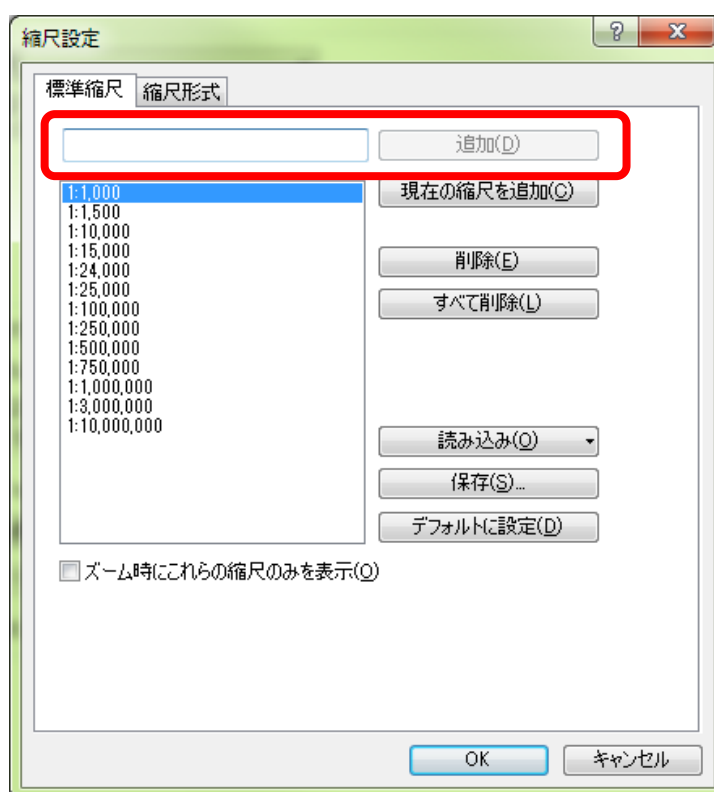 縮尺設定
標準縮尺 縮尺形式
追加(D)
1:1,000
現在の縮尺を追加(C)
1:1,500
1:10,000
1:15,000
削除(E)
1:24,000
1:25,000
すべて削除(L)
1:100,000
1:250,000
1:500,000
1:750,000
1:1,000,000
1:3,000,000
1:10,000,000
読み込み(O)
保存(S)...
デフォルトに設定(D)
ズーム時にこれらの縮尺のみを表示(O)
OK キャンセル